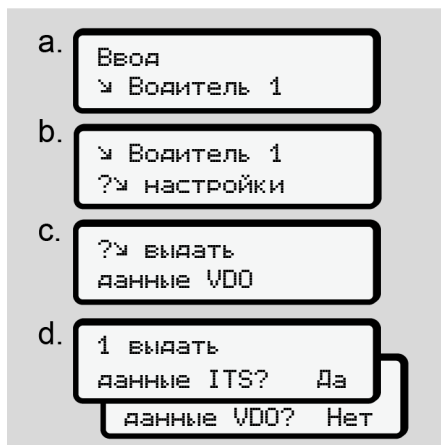 a.
Ввод
↘ Водитель 1
b.
↘ Водитель 1
?↘ настройки
c.
?↘ выдать
данные VDO
d.
1 выдать
данные ITS? Да
данные VDO? Нет